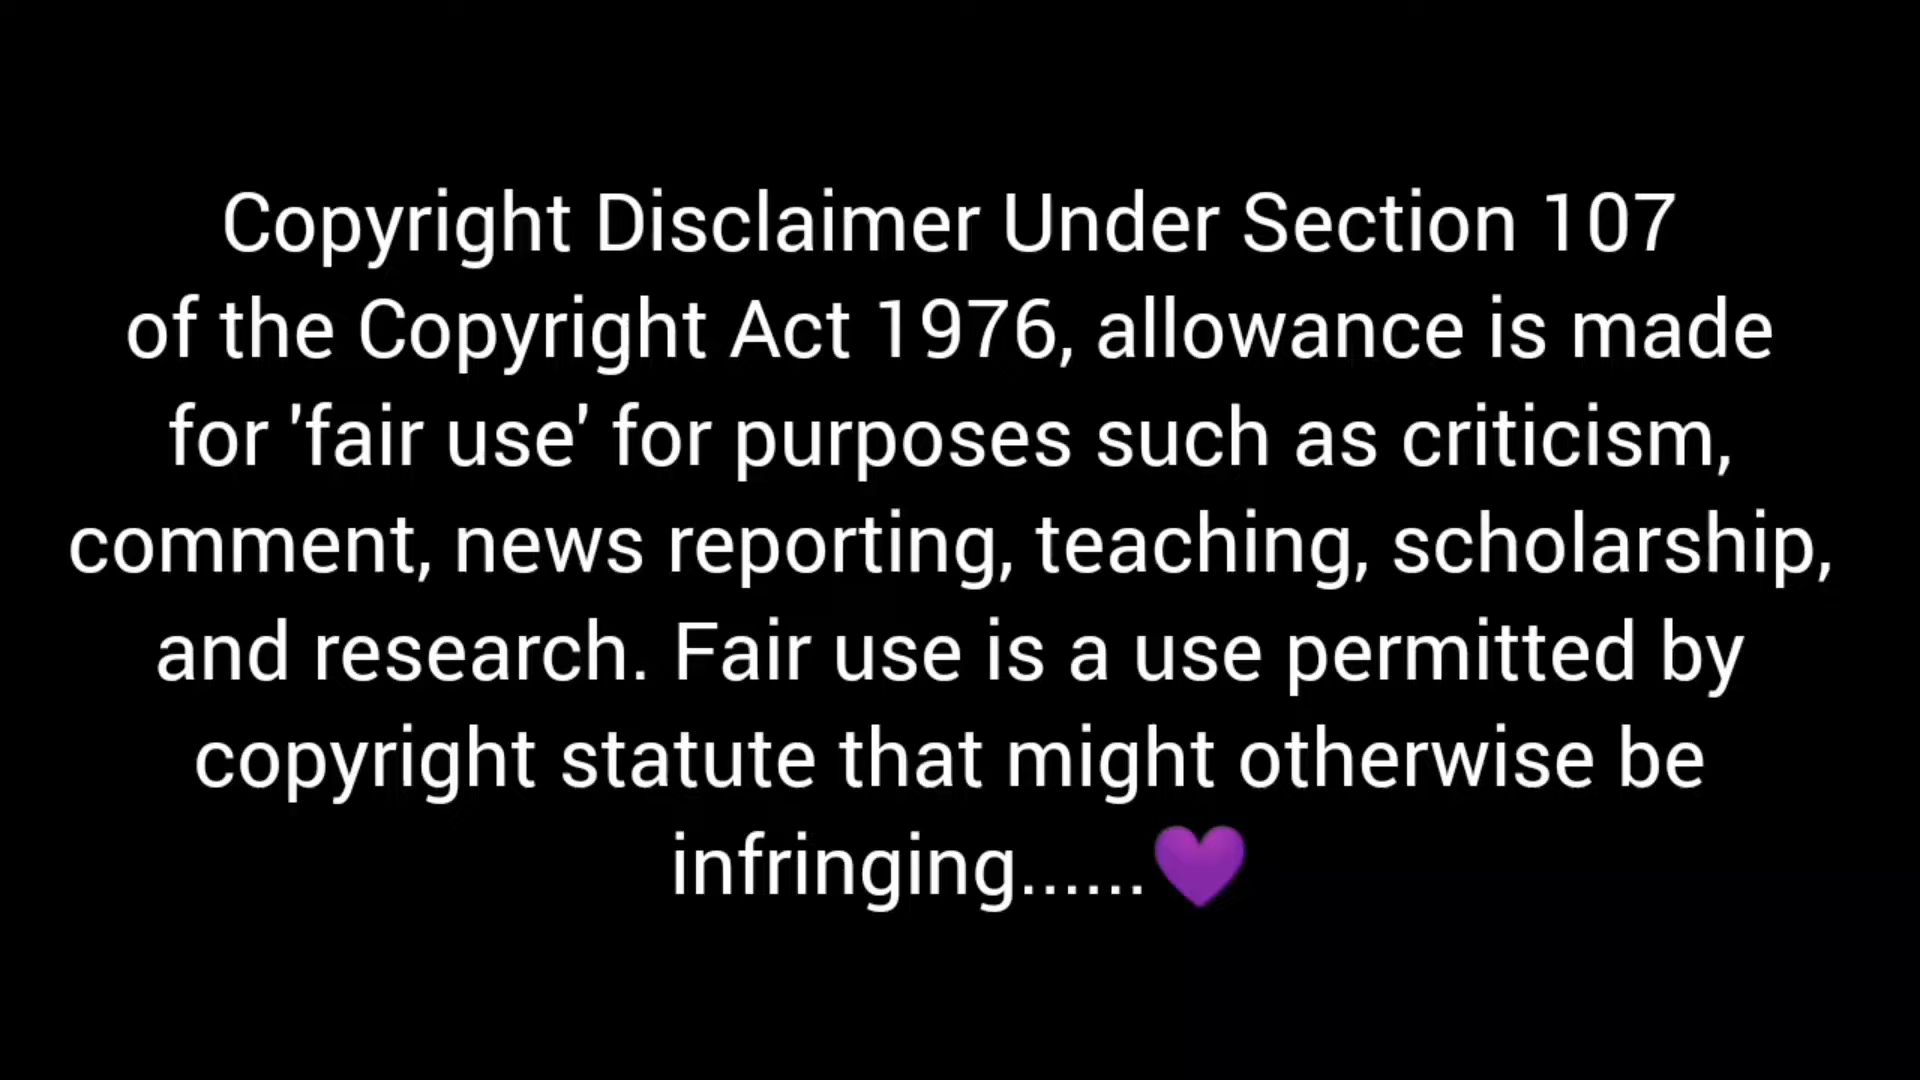 Copyright Disclaimer Under Section 107
of the Copyright Act 1976, allowance is made
for 'fair use' for purposes such as criticism,
comment, news reporting, teaching, scholarship,
and research. Fair use is a use permitted by
copyright statute that might otherwise be
infringing......💜